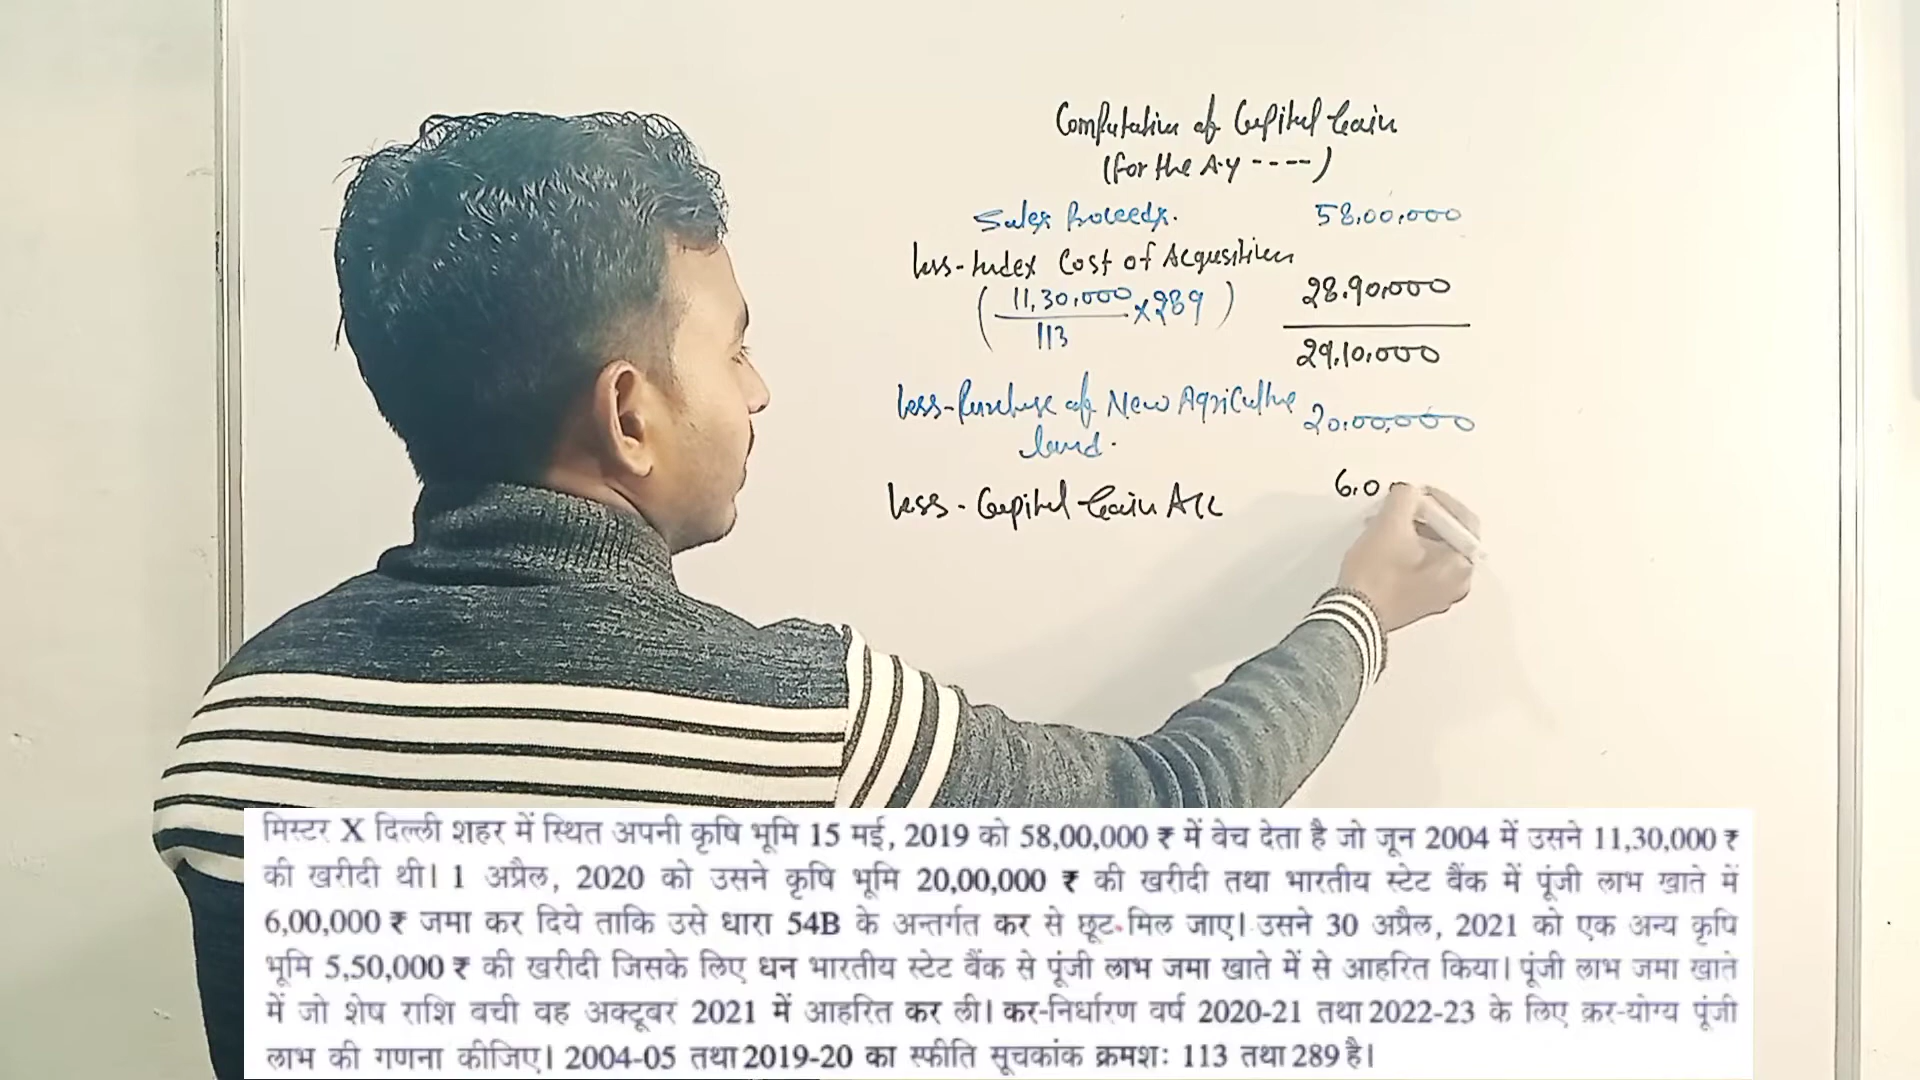 Computation of Capital Gain
(for the A.y ----)
Sales Proceeds. 58,00,000
less-Index Cost of Acquesition
(11,30,000/113 × 289) 28,90,000
29,10,000
less-Purchase of New Agriculture
land. 20,00,000
less - Capital Gain A/c 6,0
मिस्टर X दिल्ली शहर में स्थित अपनी कृषि भूमि 15 मई, 2019 को 58,00,000 ₹ में बेच देता है जो जून 2004 में उसने 11,30,000 ₹
की खरीदी थी। 1 अप्रैल, 2020 को उसने कृषि भूमि 20,00,000 ₹ की खरीदी तथा भारतीय स्टेट बैंक में पूंजी लाभ खाते में
6,00,000 ₹ जमा कर दिये ताकि उसे धारा 54B के अन्तर्गत कर से छूट मिल जाए। उसने 30 अप्रैल, 2021 को एक अन्य कृषि
भूमि 5,50,000 ₹ की खरीदी जिसके लिए धन भारतीय स्टेट बैंक से पूंजी लाभ जमा खाते में से आहरित किया। पूंजी लाभ जमा खाते
में जो शेष राशि बची वह अक्टूबर 2021 में आहरित कर ली। कर-निर्धारण वर्ष 2020-21 तथा 2022-23 के लिए कर-योग्य पूंजी
लाभ की गणना कीजिए। 2004-05 तथा 2019-20 का स्फीति सूचकांक क्रमशः 113 तथा 289 है।